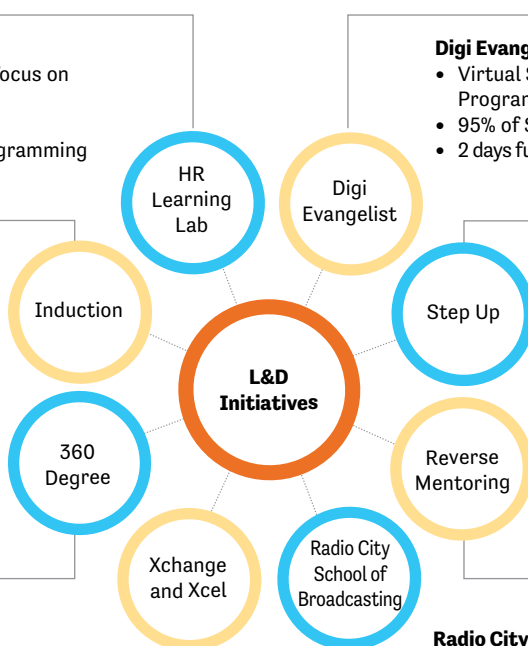 ocus on
gramming
Digi Evang
• Virtual
Program
• 95% of
• 2 days fu
HR
Learning
Lab
Digi
Evangelist
Induction
Step Up
L&D
Initiatives
360
Degree
Reverse
Mentoring
Xchange
and Xcel
Radio City
School of
Broadcasting
Radio City